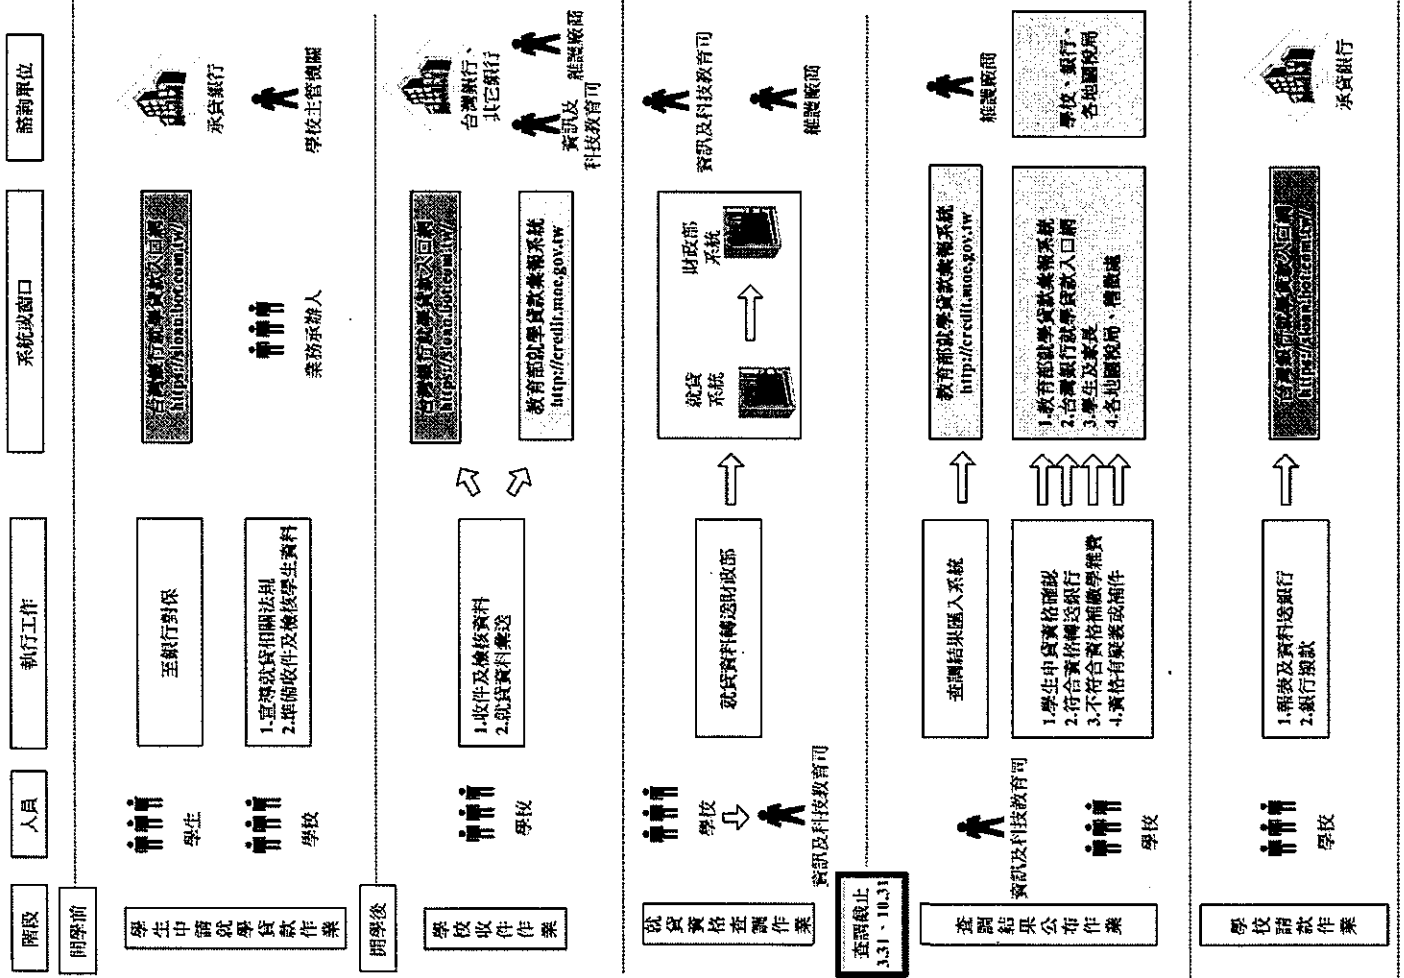 階段
人員
執行工作
系統或窗口
諮詢單位
開學前
學生申請就學貸款作業
學生
至銀行對保
台灣銀行就學貸款入口網
https://sloan.bot.com.tw//
承貸銀行
學校
1.宣導就貸相關法規
2.準備收件及檢核學生資料
業務承辦人
學校主管機關
開學後
學校收件作業
學校
1.收件及檢核資料
2.就貸資料彙送
台灣銀行就學貸款入口網
https://sloan.bot.com.tw//
台灣銀行、
其它銀行
教育部就學貸款彙報系統
http://credit.moe.gov.tw
資訊及
科技教育司
維護廠商
就貸資格查調作業
學校
資訊及科技教育司
就貸資料轉送財政部
就貸
系統
財政部
系統
資訊及科技教育司
維護廠商
查調截止
3.31、10.31
查調結果公布作業
資訊及科技教育司
查調結果匯入系統
教育部就學貸款彙報系統
http://credit.moe.gov.tw
維護廠商
學校
1.學生申貸資格確認
2.符合資格轉送銀行
3.不符合資格補繳學雜費
4.資格有疑義或補件
1.教育部就學貸款彙報系統
2.台灣銀行就學貸款入口網
3.學生及家長
4.各地國稅局、稽徵處
學校、銀行、
各地國稅局
學校請款作業
學校
1.報表及資料送銀行
2.銀行撥款
台灣銀行就學貸款入口網
https://sloan.bot.com.tw//
承貸銀行